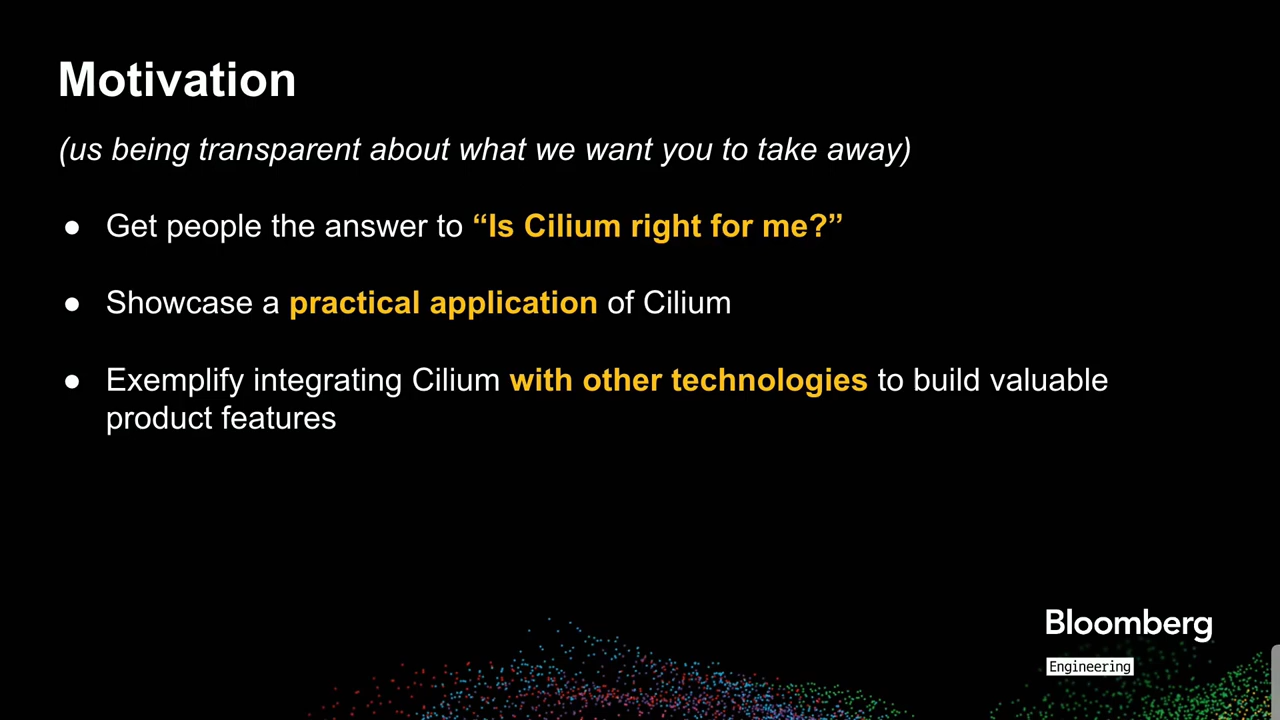 Motivation
(us being transparent about what we want you to take away)
● Get people the answer to “Is Cilium right for me?”
● Showcase a practical application of Cilium
● Exemplify integrating Cilium with other technologies to build valuable
product features
Bloomberg
Engineering